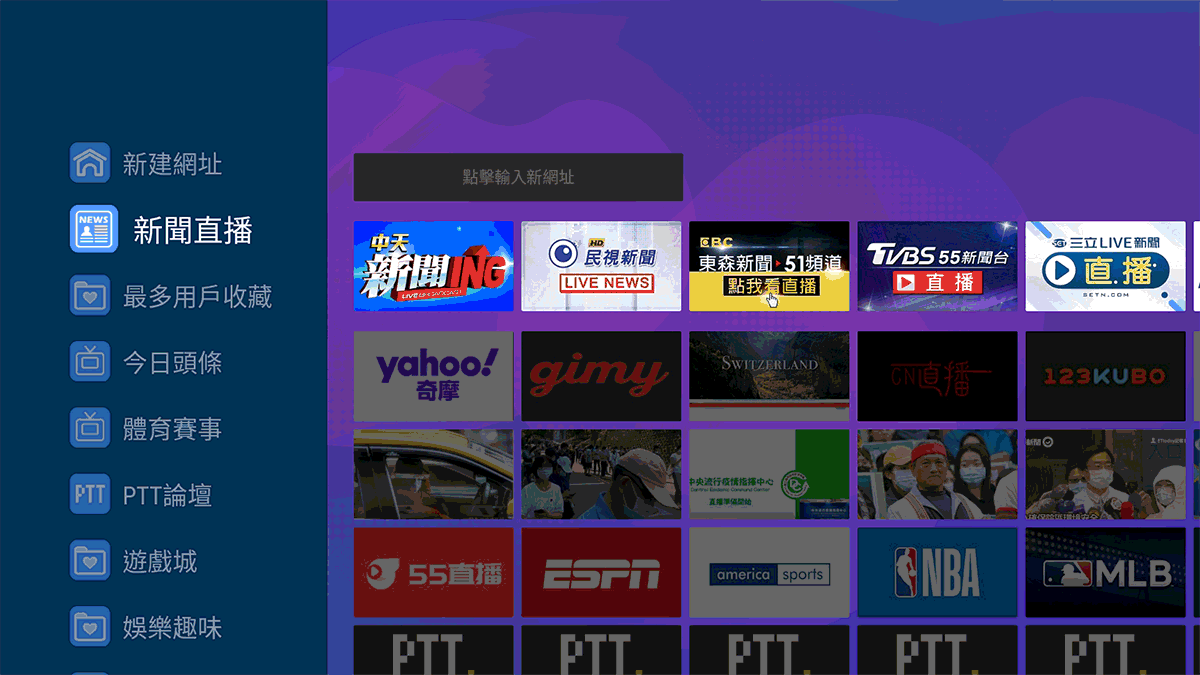 新建網址
NEWS
新聞直播
最多用戶收藏
今日頭條
體育賽事
PTT
PTT論壇
遊戲城
娛樂趣味
點擊輸入新網址
中天
新聞ING
HD
民視新聞
LIVE NEWS
EBC
東森新聞 51頻道
點我看直播
TVBS 55新聞台
直播
SET 三立LIVE新聞
直播
SETN.COM
yahoo!
奇摩
gimy
SWITZERLAND
CN直播
123KUBO
中央流行疫情指揮中心
直播準備開始
55直播
ESPN
america sports
NBA
MLB
PTT.
PTT.
PTT.
PTT.
PTT.